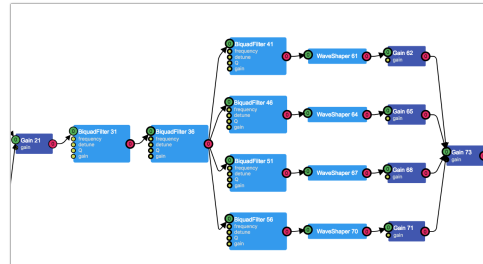 Gain 21
gain
BiquadFilter 31
frequency
detune
Q
gain
BiquadFilter 36
frequency
detune
Q
gain
BiquadFilter 41
frequency
detune
Q
gain
WaveShaper 61
Gain 62
gain
BiquadFilter 46
frequency
detune
Q
gain
WaveShaper 64
Gain 65
gain
BiquadFilter 51
frequency
detune
Q
gain
WaveShaper 67
Gain 68
gain
BiquadFilter 56
frequency
detune
Q
gain
WaveShaper 70
Gain 71
gain
Gain 73
gain